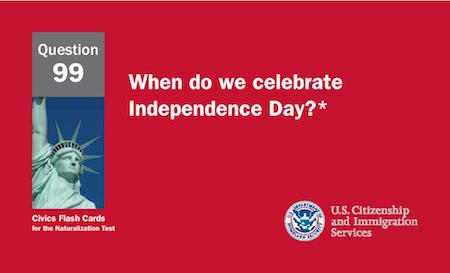 Question
99
When do we celebrate
Independence Day?*
Civics Flash Cards
for the Naturalization Test
U.S. Citizenship
and Immigration
Services